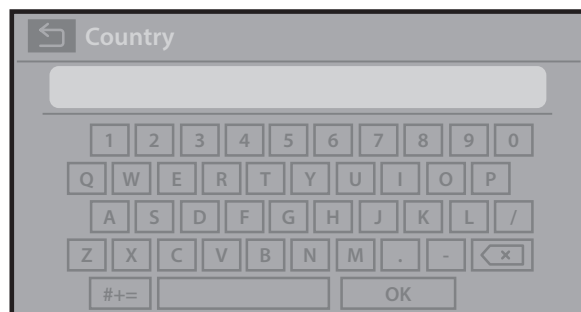 Country
1 2 3 4 5 6 7 8 9 0
Q W E R T Y U I O P
A S D F G H J K L /
Z X C V B N M . -
#+= OK